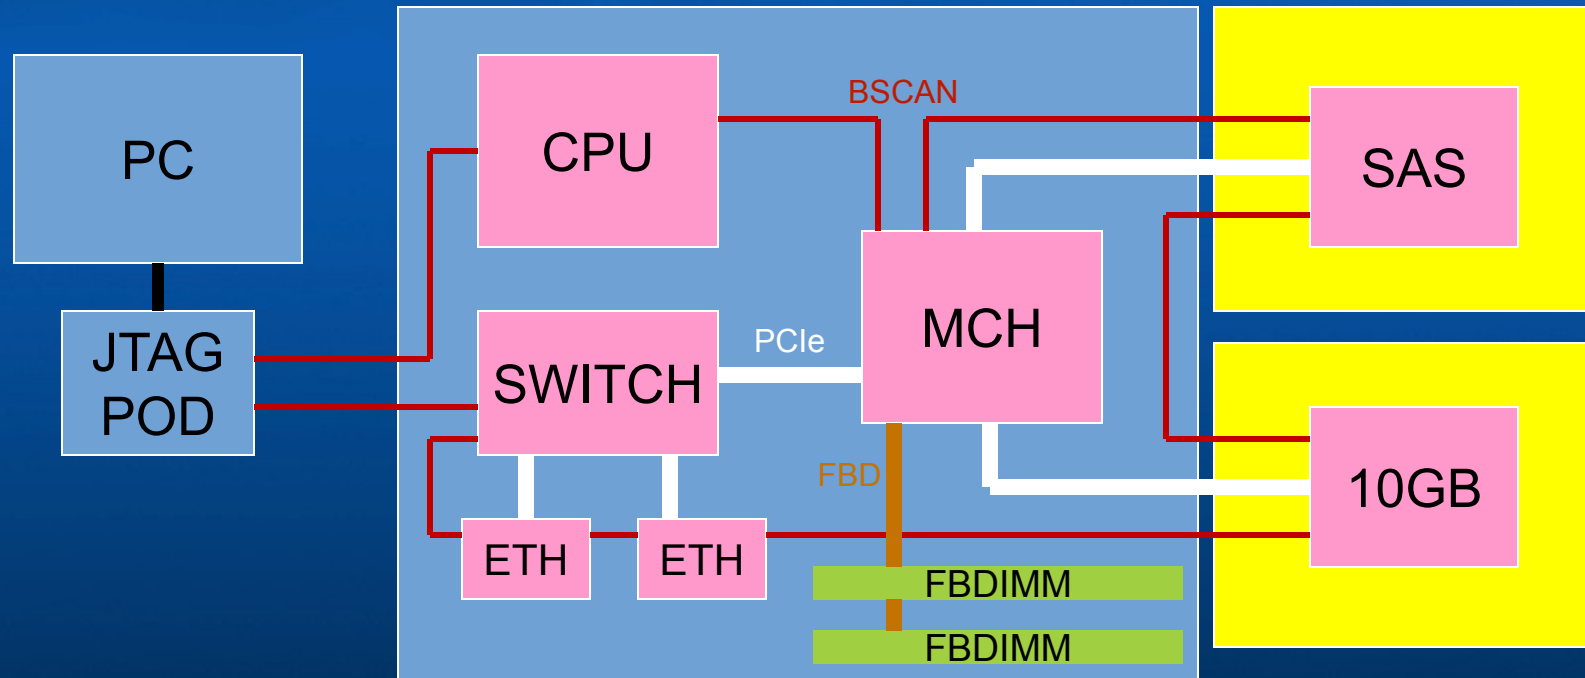 PC
JTAG
POD
CPU
BSCAN
SAS
SWITCH
PCIe
MCH
FBD
10GB
ETH
ETH
FBDIMM
FBDIMM